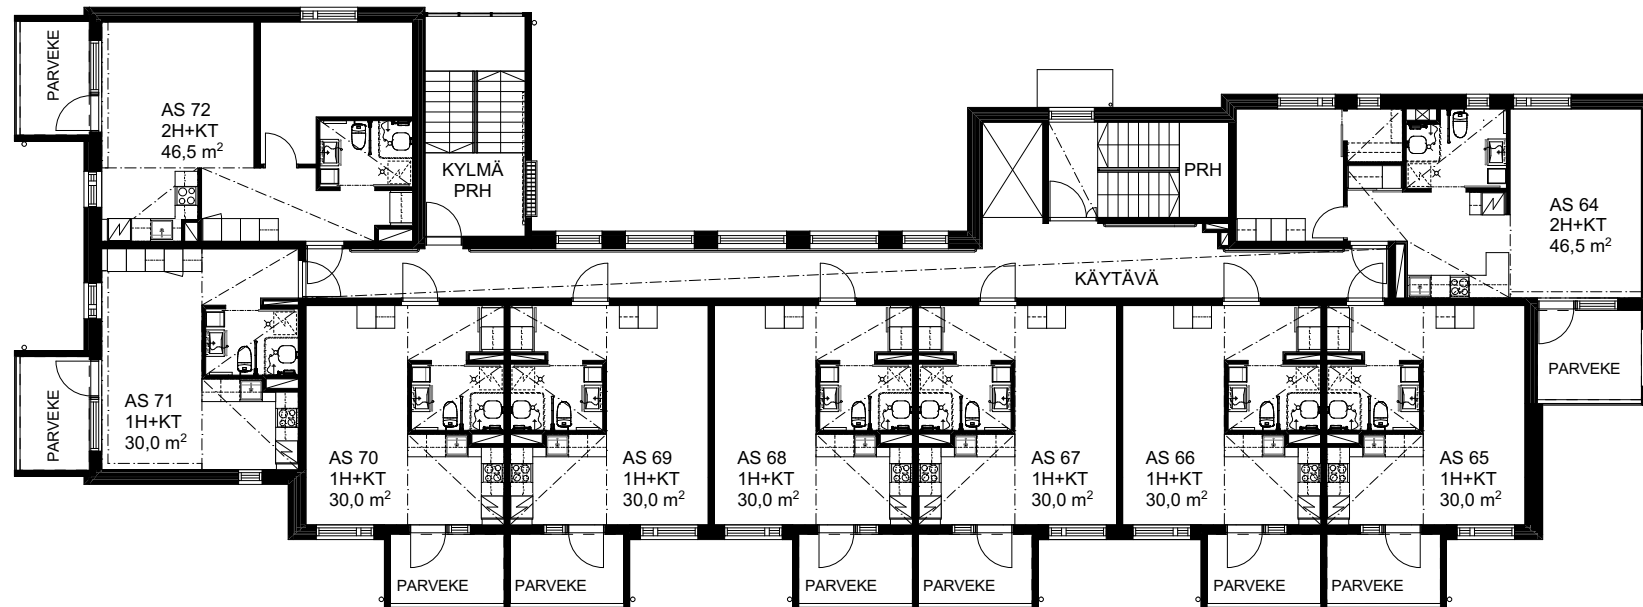 PARVEKE
AS 72
2H+KT
46,5 m²
KYLMÄ
PRH
PRH
AS 64
2H+KT
46,5 m²
KÄYTÄVÄ
PARVEKE
PARVEKE
AS 71
1H+KT
30,0 m²
AS 70
1H+KT
30,0 m²
AS 69
1H+KT
30,0 m²
AS 68
1H+KT
30,0 m²
AS 67
1H+KT
30,0 m²
AS 66
1H+KT
30,0 m²
AS 65
1H+KT
30,0 m²
PARVEKE
PARVEKE
PARVEKE
PARVEKE
PARVEKE
PARVEKE